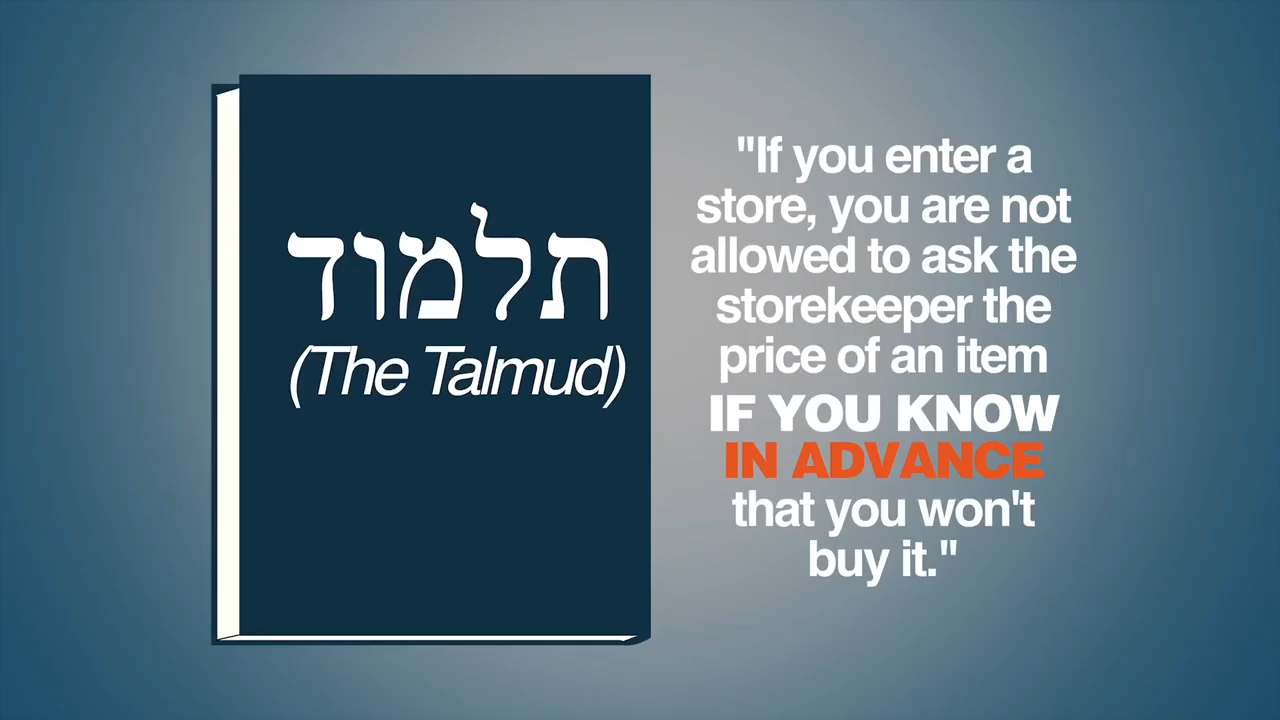 תלמוד
(The Talmud)
"If you enter a
store, you are not
allowed to ask the
storekeeper the
price of an item
IF YOU KNOW
IN ADVANCE
that you won't
buy it."